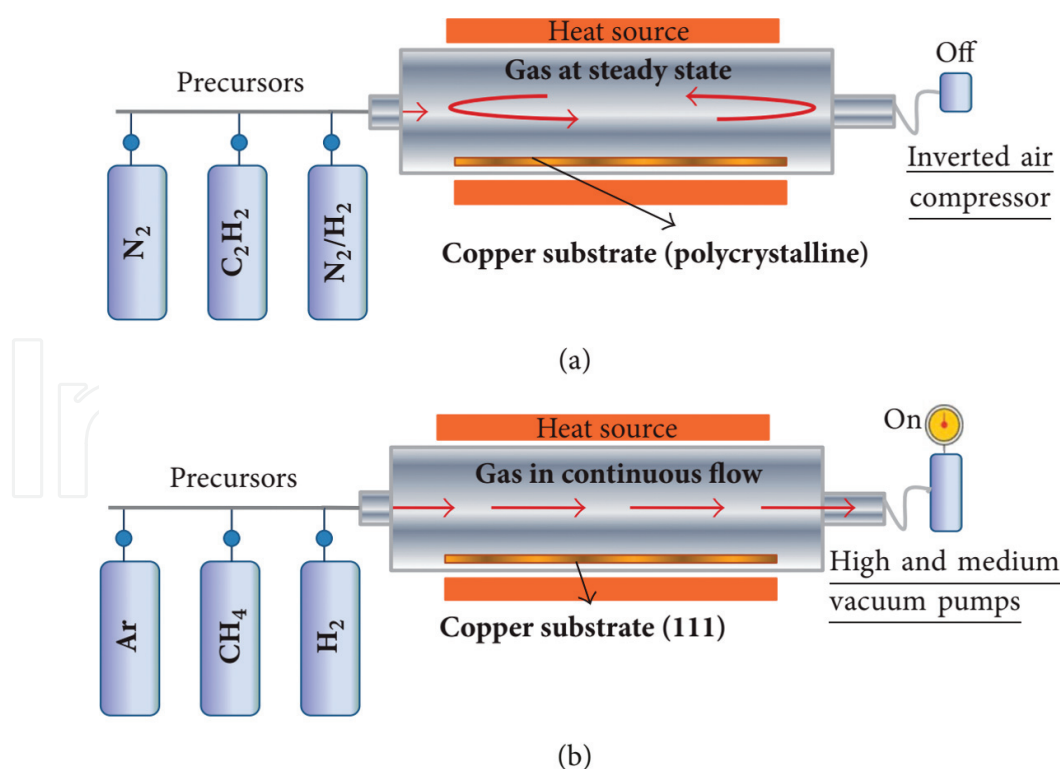 Heat source
Gas at steady state
Off
Precursors
Inverted air
compressor
N₂
C₂H₂
N₂/H₂
Copper substrate (polycrystalline)
(a)
Heat source
On
Gas in continuous flow
Precursors
High and medium
vacuum pumps
Ar
CH₄
H₂
Copper substrate (111)
(b)